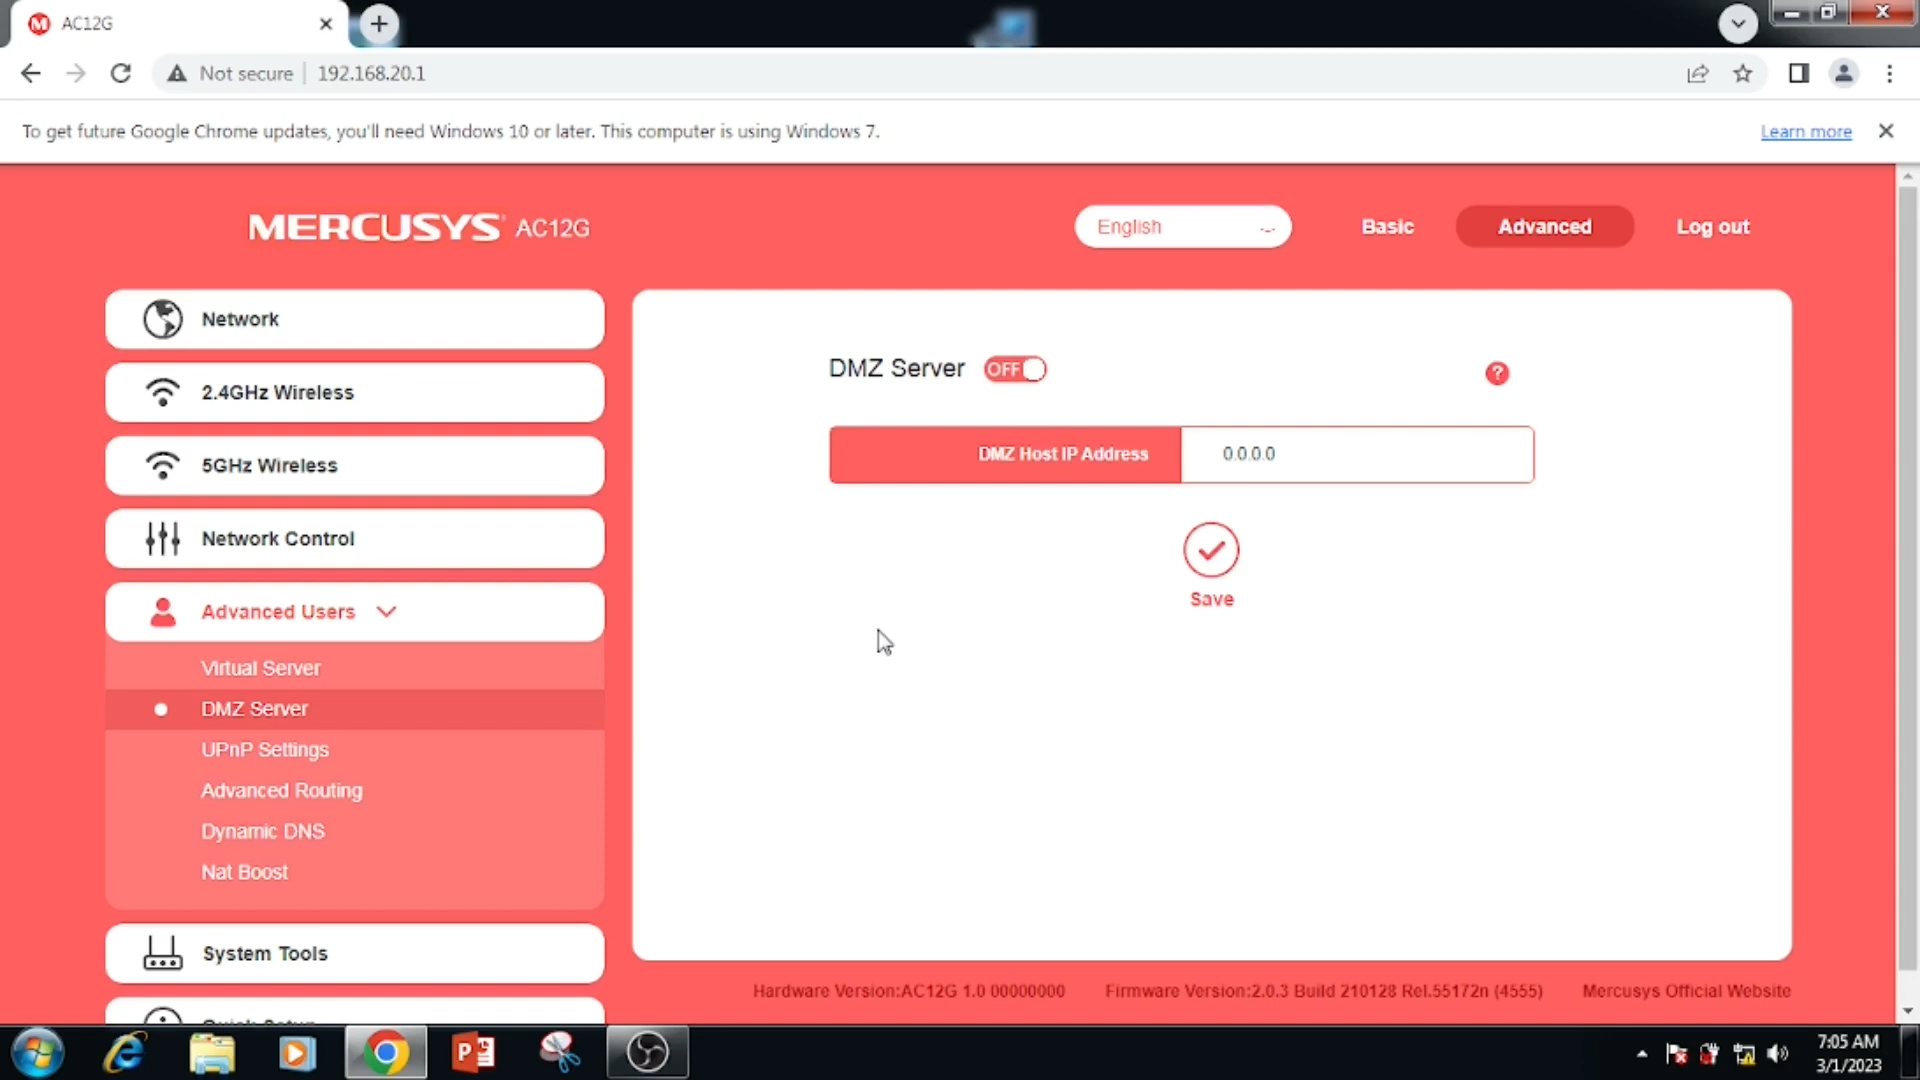 AC12G
Not secure 192.168.20.1
To get future Google Chrome updates, you'll need Windows 10 or later. This computer is using Windows 7.
Learn more
MERCUSYS AC12G
English
Basic
Advanced
Log out
Network
2.4GHz Wireless
5GHz Wireless
Network Control
Advanced Users
Virtual Server
DMZ Server
UPnP Settings
Advanced Routing
Dynamic DNS
Nat Boost
System Tools
DMZ Server OFF
?
DMZ Host IP Address 0.0.0.0
Save
Hardware Version:AC12G 1.0 00000000
Firmware Version:2.0.3 Build 210128 Rel.55172n (4555)
Mercusys Official Website
7:05 AM
3/1/2023